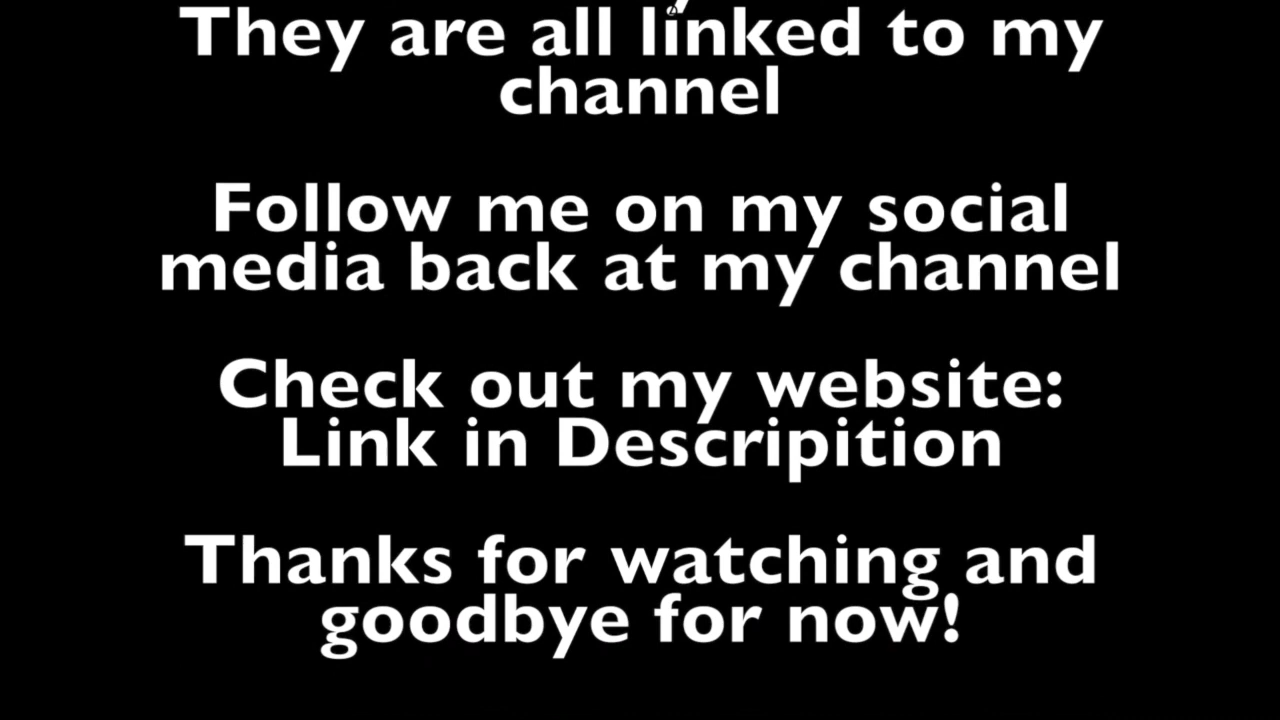 They are all linked to my
channel
Follow me on my social
media back at my channel
Check out my website:
Link in Descripition
Thanks for watching and
goodbye for now!